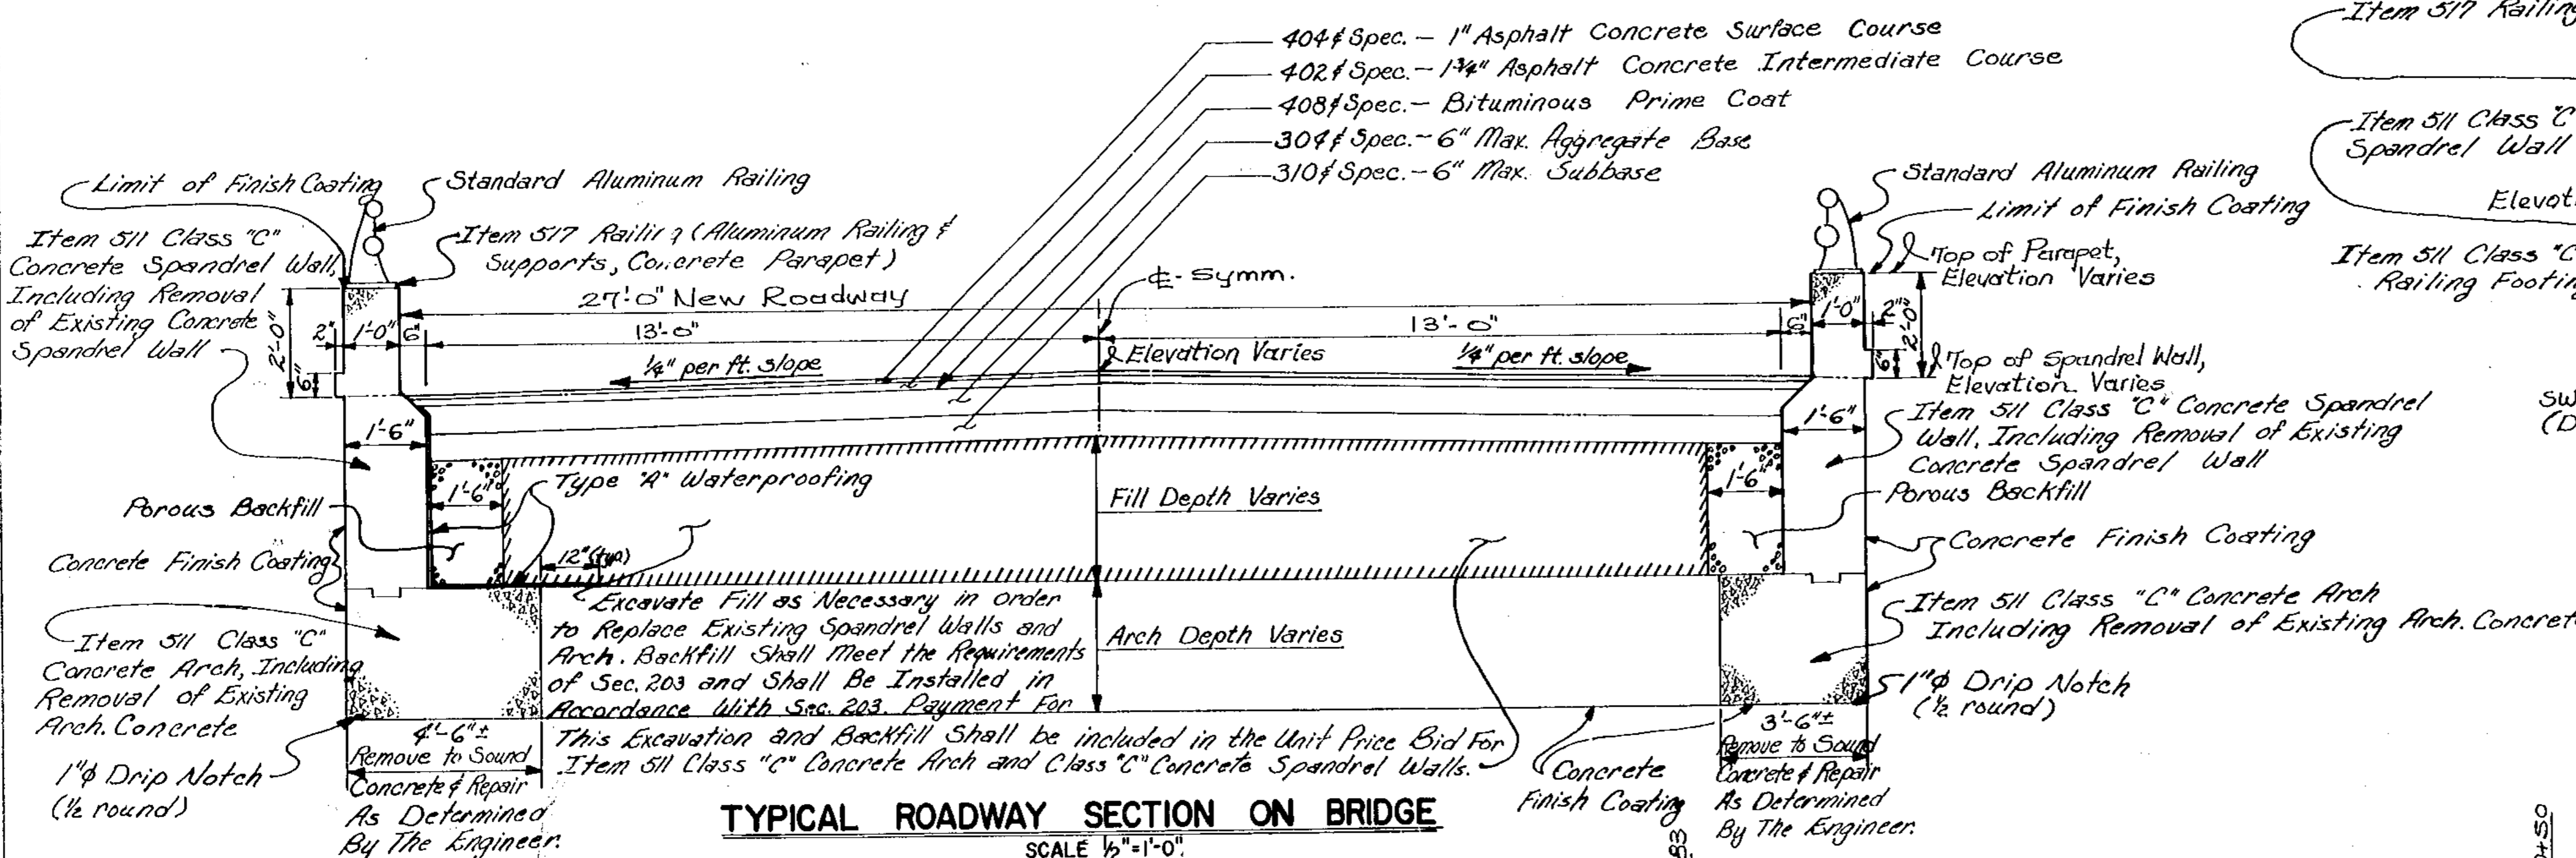 404 & Spec. - 1" Asphalt Concrete Surface Course
402 & Spec. - 1¾" Asphalt Concrete Intermediate Course
408 & Spec. - Bituminous Prime Coat
304 & Spec. - 6" Max. Aggregate Base
310 & Spec. - 6" Max. Subbase
Limit of Finish Coating
Standard Aluminum Railing
Item 511 Class "C"
Concrete Spandrel Wall,
Including Removal
of Existing Concrete
Spandrel Wall
Item 517 Railing (Aluminum Railing &
Supports, Concrete Parapet)
27'-0" New Roadway
℄ - Symm.
2'-0"
2"
1'-0"
6"
6"
13'-0"
13'-0"
¼" per ft. slope
Elevation Varies
¼" per ft. slope
6"
1'-0"
2"
2'-0"
6"
Standard Aluminum Railing
Limit of Finish Coating
Top of Parapet,
Elevation Varies
Top of Spandrel Wall,
Elevation Varies
1'-6"
1'-6"
Item 511 Class "C" Concrete Spandrel
Wall, Including Removal of Existing
Concrete Spandrel Wall
1'-6"
Type "A" Waterproofing
Fill Depth Varies
1'-6"
Porous Backfill
Porous Backfill
Concrete Finish Coating
12" (typ)
Concrete Finish Coating
Excavate Fill as Necessary in order
to Replace Existing Spandrel Walls and
Arch. Backfill Shall Meet the Requirements
of Sec. 203 and Shall Be Installed in
Accordance With Sec. 203. Payment For
This Excavation and Backfill Shall be included in the Unit Price Bid For
Item 511 Class "C" Concrete Arch and Class "C" Concrete Spandrel Walls.
Arch Depth Varies
Item 511 Class "C"
Concrete Arch, Including
Removal of Existing
Arch. Concrete
Item 511 Class "C" Concrete Arch
Including Removal of Existing Arch. Concret
1"φ Drip Notch
(½ round)
1"φ Drip Notch
(½ round)
4'-6"±
Remove to Sound
Concrete & Repair
As Determined
By The Engineer.
Concrete
Finish Coating
3'-6"±
Remove to Sound
Concrete & Repair
As Determined
By The Engineer.
TYPICAL ROADWAY SECTION ON BRIDGE
SCALE ½"=1'-0"
Item 517 Railing
Item 511 Class "C
Spandrel Wall
Elevat
Item 511 Class "C
Railing Footin
SW
(D
83
+50